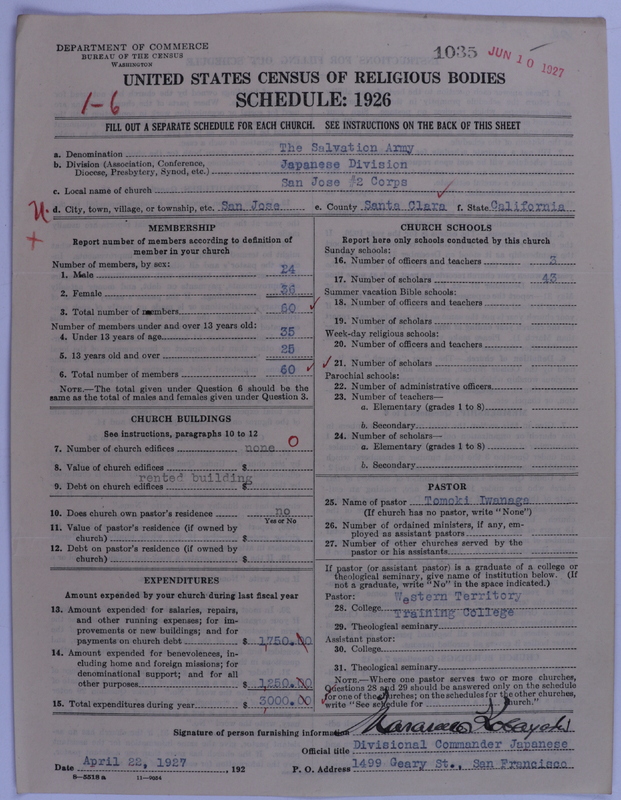 DEPARTMENT OF COMMERCE
BUREAU OF THE CENSUS
WASHINGTON
1035 JUN 10 1927
1-6
UNITED STATES CENSUS OF RELIGIOUS BODIES
SCHEDULE: 1926
FILL OUT A SEPARATE SCHEDULE FOR EACH CHURCH. SEE INSTRUCTIONS ON THE BACK OF THIS SHEET
a. Denomination The Salvation Army
b. Division (Association, Conference, Diocese, Presbytery, Synod, etc.) Japanese Division
c. Local name of church San Jose #2 Corps
d. City, town, village, or township, etc. San Jose e. County Santa Clara f. State California
MEMBERSHIP
Report number of members according to definition of
member in your church
Number of members, by sex:
1. Male 24
2. Female 36
3. Total number of members 60
Number of members under and over 13 years old:
4. Under 13 years of age 35
5. 13 years old and over 25
6. Total number of members 60
NOTE.—The total given under Question 6 should be the
same as the total of males and females given under Question 3.
CHURCH BUILDINGS
See instructions, paragraphs 10 to 12
7. Number of church edifices none 0
8. Value of church edifices $
rented building
9. Debt on church edifices $
10. Does church own pastor's residence no
Yes or No
11. Value of pastor's residence (if owned by
church) $
12. Debt on pastor's residence (if owned by
church) $
EXPENDITURES
Amount expended by your church during last fiscal year
13. Amount expended for salaries, repairs,
and other running expenses; for im-
provements or new buildings; and for
payments on church debt $ 1,750.00
14. Amount expended for benevolences, in-
cluding home and foreign missions; for
denominational support; and for all
other purposes $ 1,250.00
15. Total expenditures during year $ 3000.00
CHURCH SCHOOLS
Report here only schools conducted by this church
Sunday schools:
16. Number of officers and teachers 3
17. Number of scholars 43
Summer vacation Bible schools:
18. Number of officers and teachers
19. Number of scholars
Week-day religious schools:
20. Number of officers and teachers
21. Number of scholars
Parochial schools:
22. Number of administrative officers
23. Number of teachers—
a. Elementary (grades 1 to 8)
b. Secondary
24. Number of scholars—
a. Elementary (grades 1 to 8)
b. Secondary
PASTOR
25. Name of pastor Tomoki Iwanaga
(If church has no pastor, write "None")
26. Number of ordained ministers, if any, em-
ployed as assistant pastors
27. Number of other churches served by the
pastor or his assistants
If pastor (or assistant pastor) is a graduate of a college or
theological seminary, give name of institution below. (If
not a graduate, write "No" in the space indicated.)
Pastor: Western Territory
28. College Training College
29. Theological seminary
Assistant pastor:
30. College
31. Theological seminary
NOTE.—Where one pastor serves two or more churches,
Questions 28 and 29 should be answered only on the schedule
for one of the churches; on the schedules for the other churches,
write "See schedule for church."
Signature of person furnishing information Kobayashi
Official title Divisional Commander Japanese
Date April 22, 1927, 192 P. O. Address 1499 Geary St., San Francisco
8-5518 a 11-9054